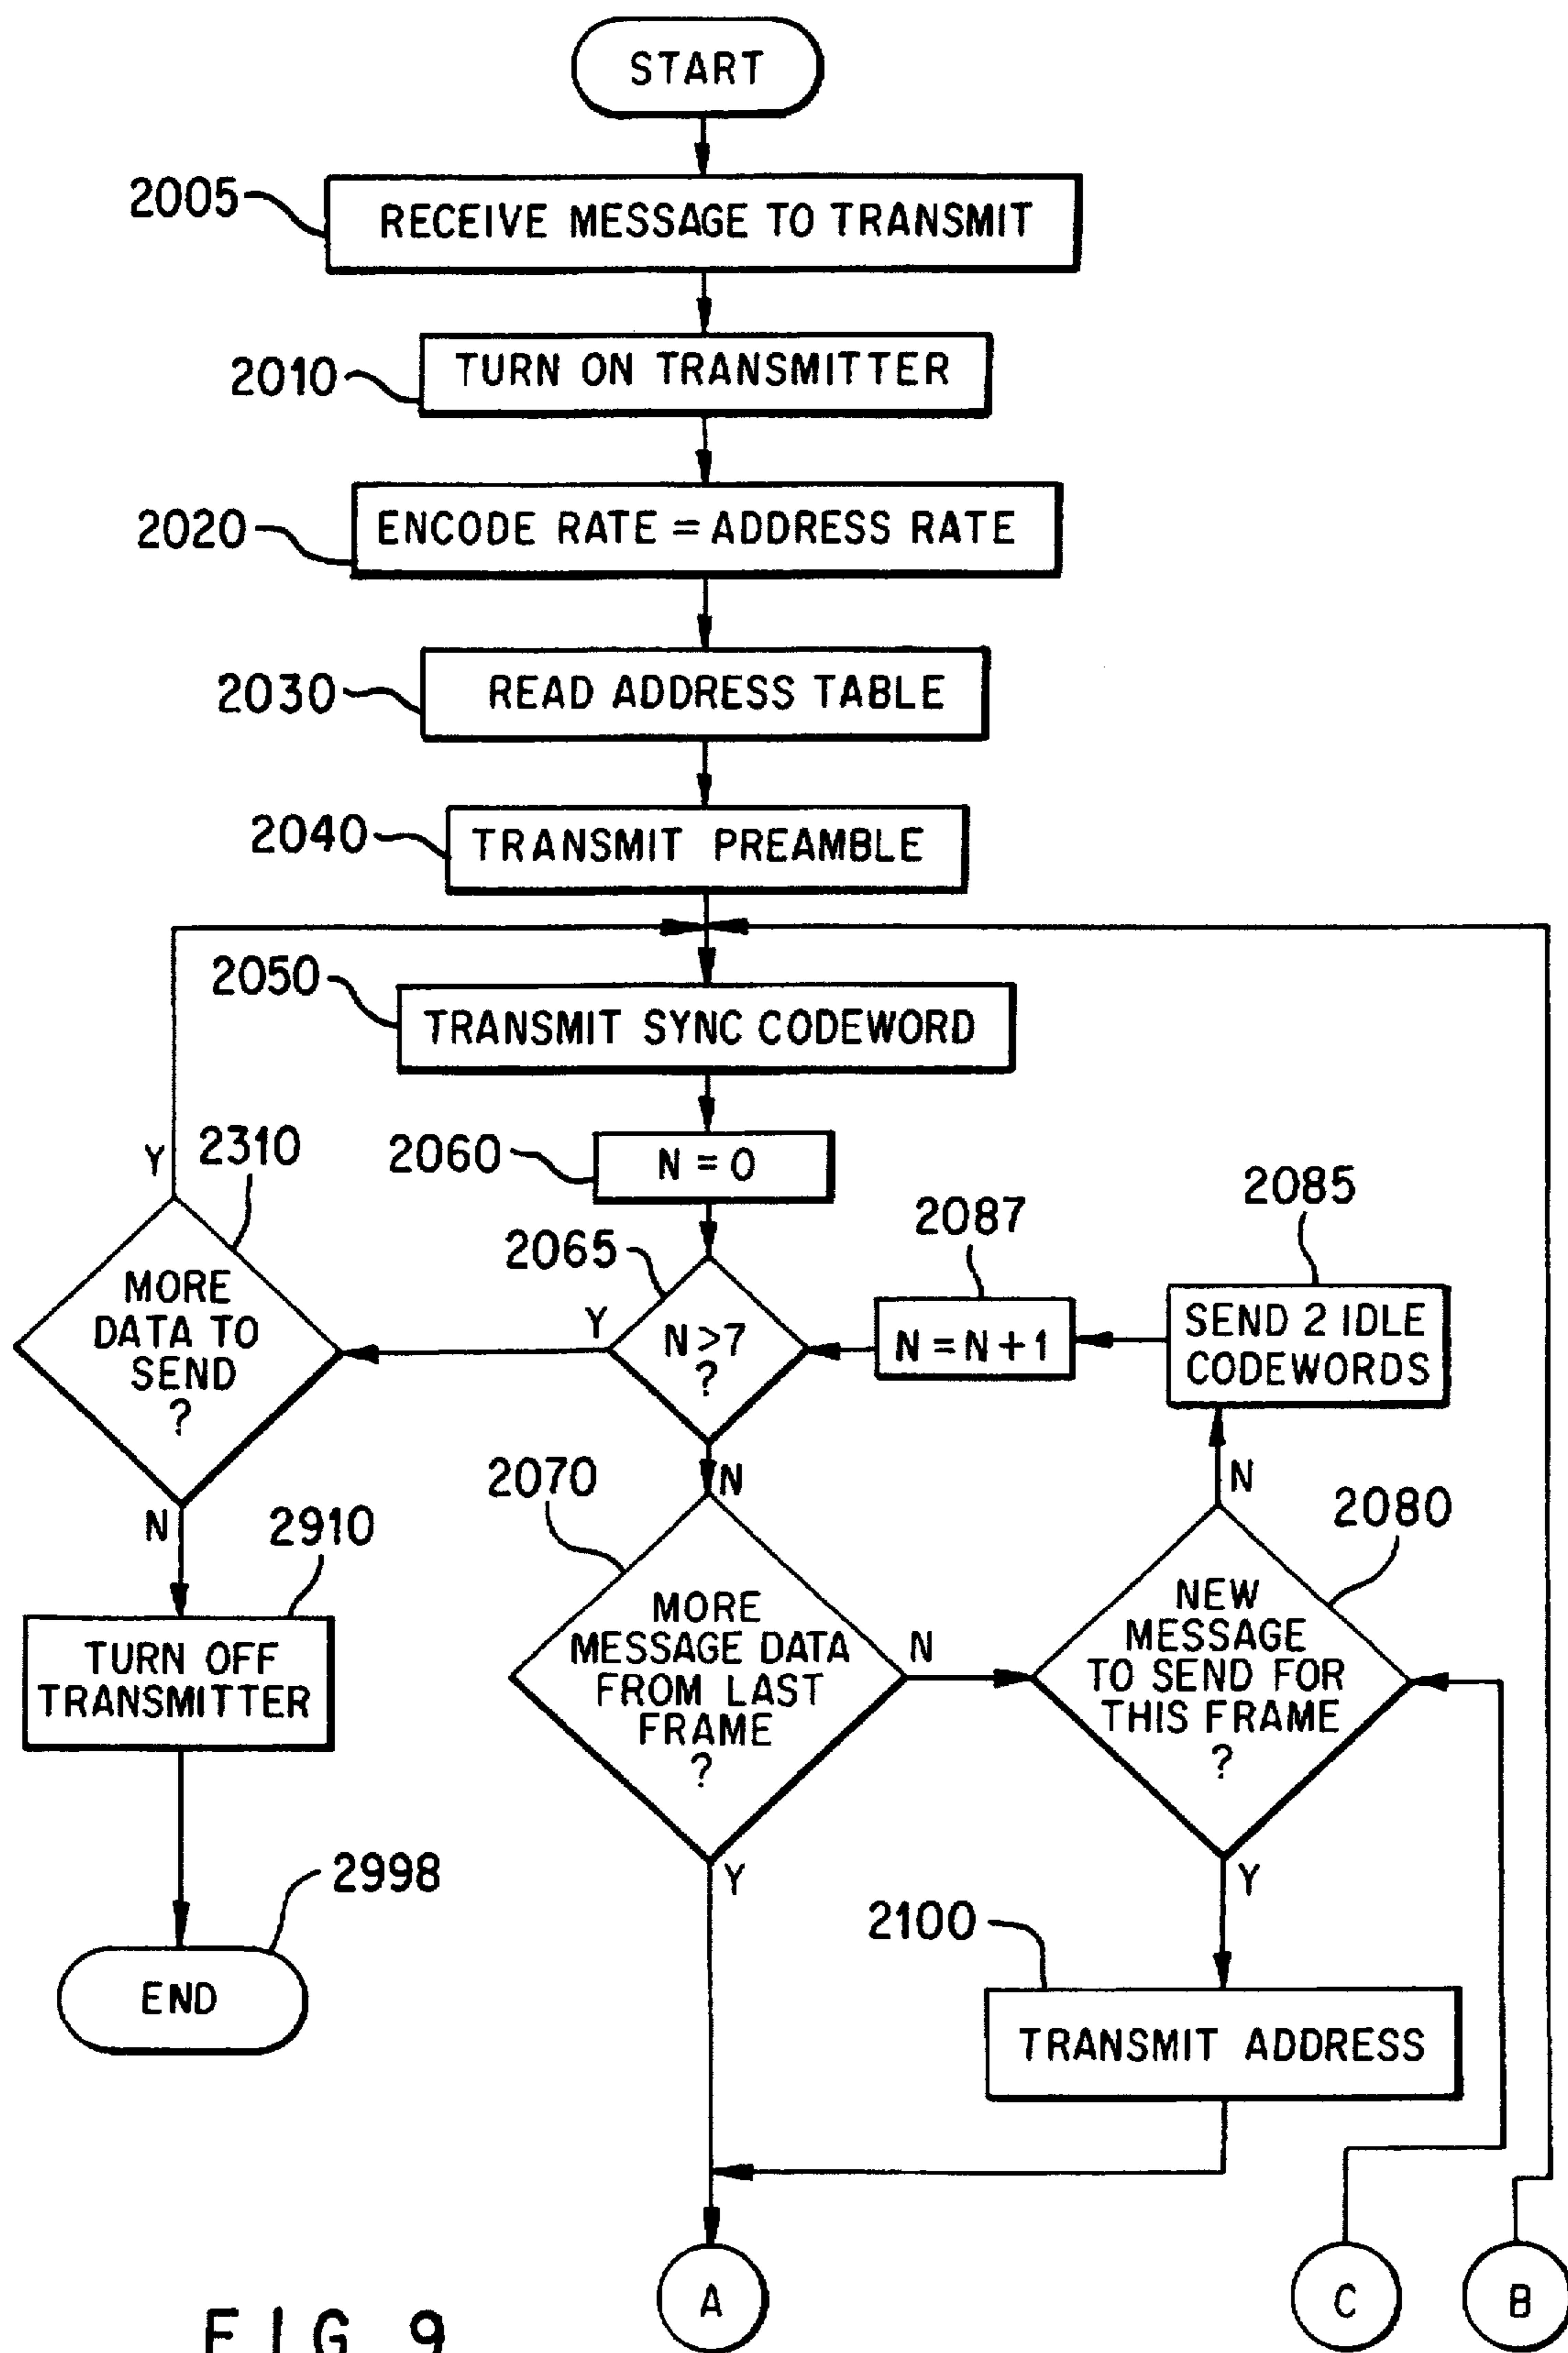 START
2005
RECEIVE MESSAGE TO TRANSMIT
2010
TURN ON TRANSMITTER
2020
ENCODE RATE = ADDRESS RATE
2030
READ ADDRESS TABLE
2040
TRANSMIT PREAMBLE
2050
TRANSMIT SYNC CODEWORD
2060
N = 0
Y
2310
MORE
DATA TO
SEND
?
2065
Y
N>7
?
2087
N = N + 1
2085
SEND 2 IDLE
CODEWORDS
N
2910
TURN OFF
TRANSMITTER
2998
END
N
2070
MORE
MESSAGE DATA
FROM LAST
FRAME
?
N
Y
N
2080
NEW
MESSAGE
TO SEND FOR
THIS FRAME
?
Y
2100
TRANSMIT ADDRESS
A
C
B
FIG 9